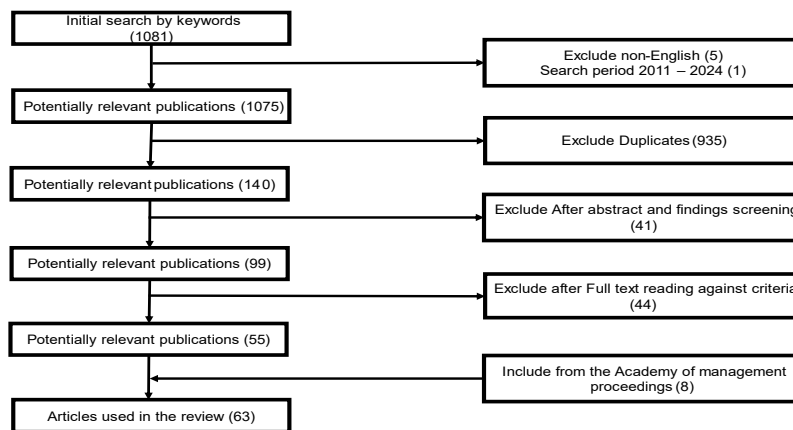 Initial search by keywords
(1081)
Exclude non-English (5)
Search period 2011 – 2024 (1)
Potentially relevant publications (1075)
Exclude Duplicates (935)
Potentially relevant publications (140)
Exclude After abstract and findings screening
(41)
Potentially relevant publications (99)
Exclude after Full text reading against criteria
(44)
Potentially relevant publications (55)
Include from the Academy of management
proceedings (8)
Articles used in the review (63)